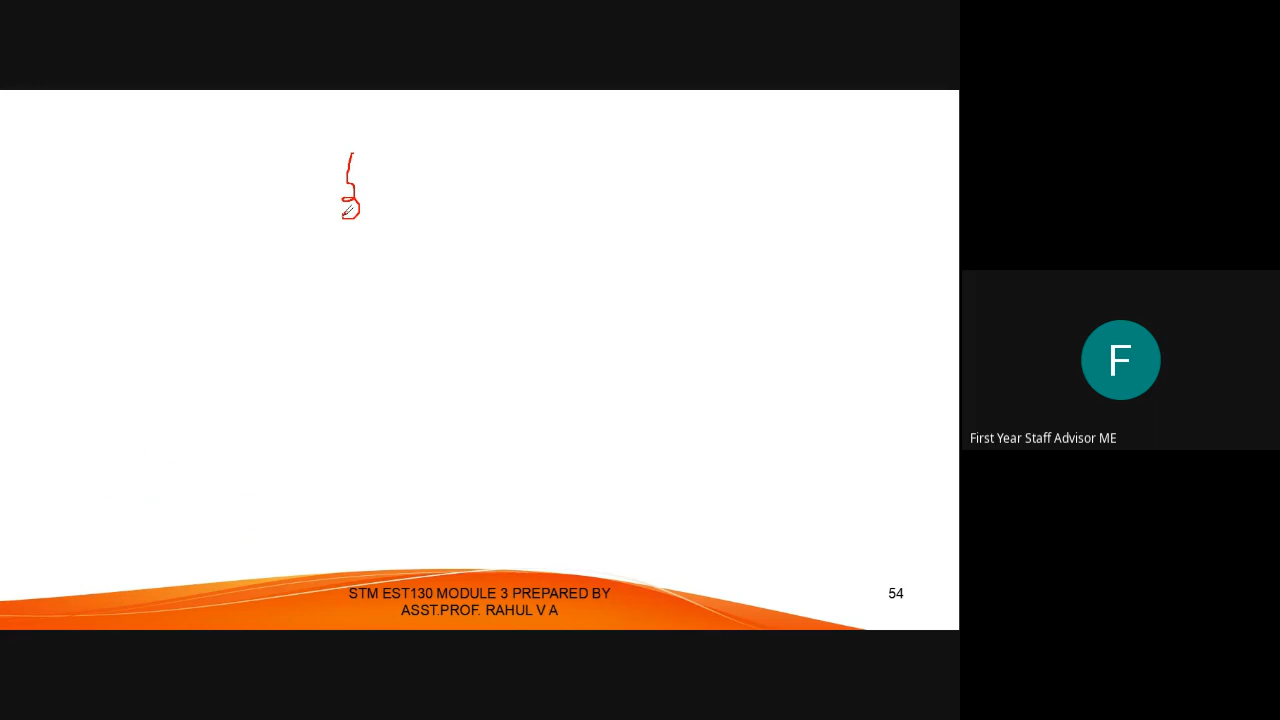 STM EST130 MODULE 3 PREPARED BY
ASST.PROF. RAHUL V A
54
F
First Year Staff Advisor ME